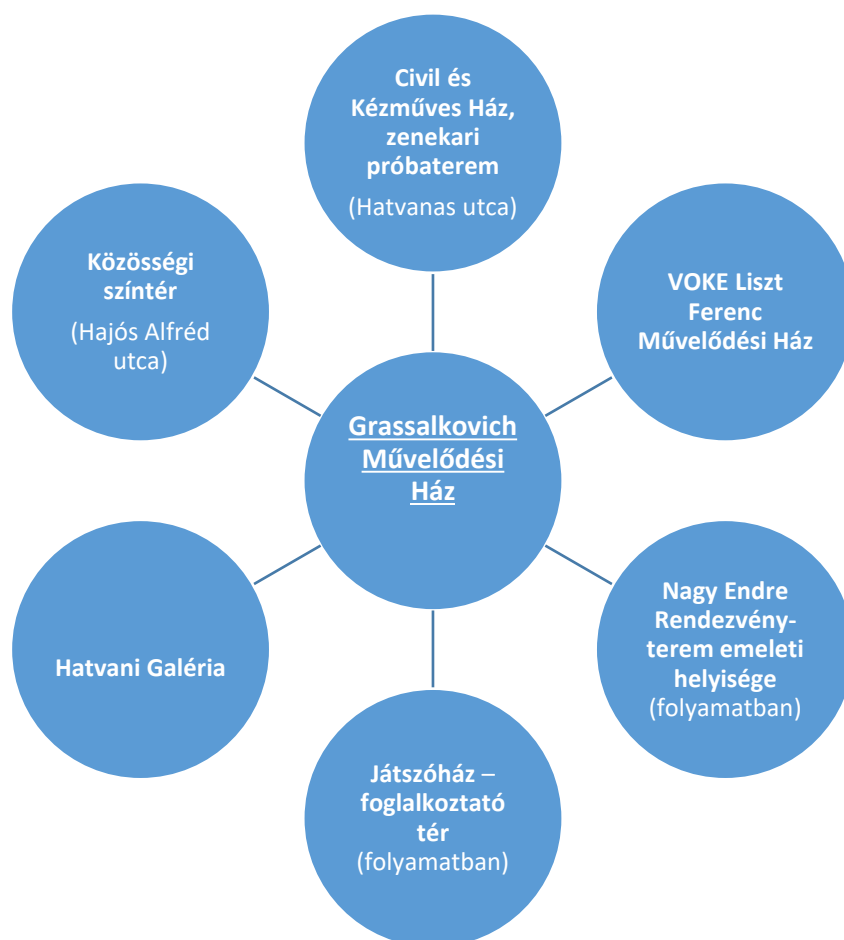 Civil és
Kézműves Ház,
zenekari
próbaterem
(Hatvanas utca)
Közösségi
színtér
(Hajós Alfréd
utca)
VOKE Liszt
Ferenc
Művelődési Ház
Grassalkovich
Művelődési
Ház
Hatvani Galéria
Nagy Endre
Rendezvény-
terem emeleti
helyisége
(folyamatban)
Játszóház –
foglalkoztató
tér
(folyamatban)